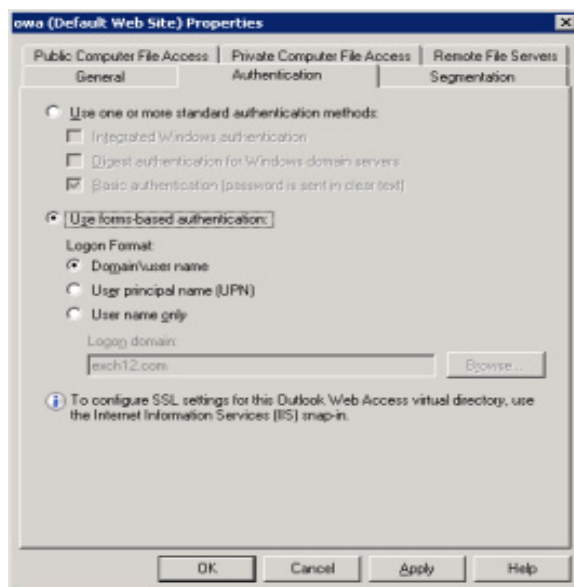 owa (Default Web Site) Properties
Public Computer File Access Private Computer File Access Remote File Servers
General Authentication Segmentation
Use one or more standard authentication methods:
Integrated Windows authentication
Digest authentication for Windows domain servers
Basic authentication (password is sent in clear text)
Use forms-based authentication:
Logon Format:
Domain\user name
User principal name (UPN)
User name only
Logon domain:
exch12.com Browse...
To configure SSL settings for this Outlook Web Access virtual directory, use
the Internet Information Services (IIS) snap-in.
OK Cancel Apply Help